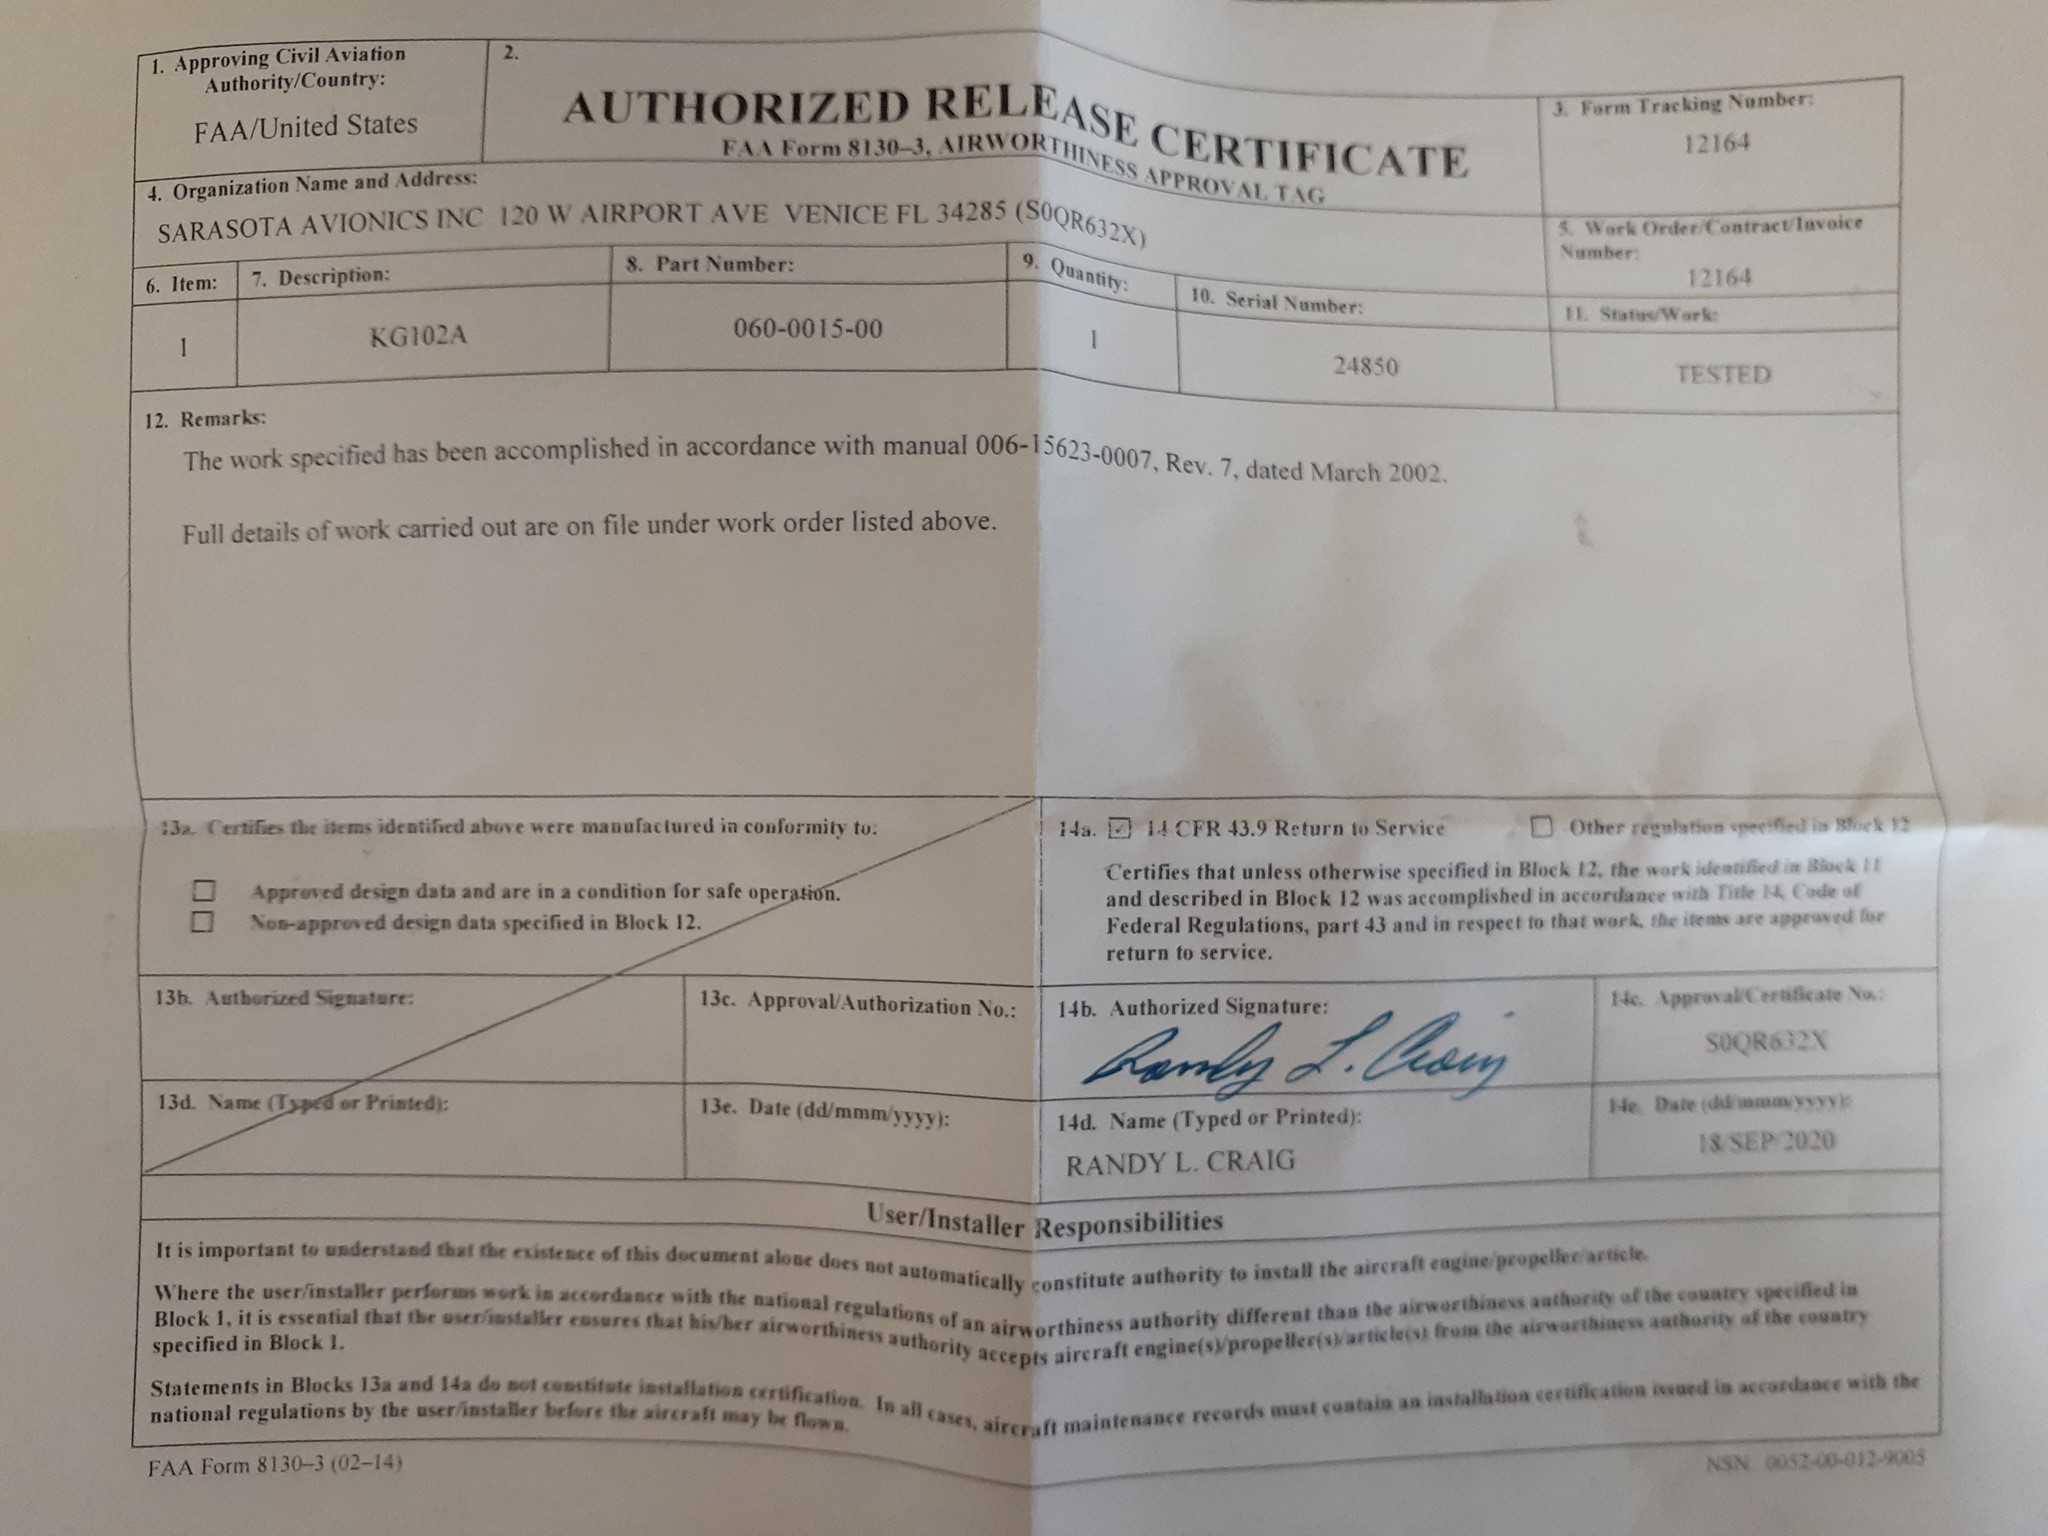 1. Approving Civil Aviation
Authority/Country:
FAA/United States
2.
AUTHORIZED RELEASE CERTIFICATE
FAA Form 8130–3, AIRWORTHINESS APPROVAL TAG
3. Form Tracking Number:
12164
4. Organization Name and Address:
SARASOTA AVIONICS INC 120 W AIRPORT AVE VENICE FL 34285 (S0QR632X)
5. Work Order/Contract/Invoice
Number:
12164
6. Item:
7. Description:
8. Part Number:
9. Quantity:
10. Serial Number:
11. Status/Work:
1
KG102A
060-0015-00
1
24850
TESTED
12. Remarks:
The work specified has been accomplished in accordance with manual 006-15623-0007, Rev. 7, dated March 2002.
Full details of work carried out are on file under work order listed above.
13a. Certifies the items identified above were manufactured in conformity to:
Approved design data and are in a condition for safe operation.
Non-approved design data specified in Block 12.
14a. 14 CFR 43.9 Return to Service
Other regulation specified in Block 12
Certifies that unless otherwise specified in Block 12, the work identified in Block 11
and described in Block 12 was accomplished in accordance with Title 14, Code of
Federal Regulations, part 43 and in respect to that work, the items are approved for
return to service.
13b. Authorized Signature:
13c. Approval/Authorization No.:
14b. Authorized Signature:
Randy L. Craig
14c. Approval/Certificate No.:
S0QR632X
13d. Name (Typed or Printed):
13e. Date (dd/mmm/yyyy):
14d. Name (Typed or Printed):
RANDY L. CRAIG
14e. Date (dd/mmm/yyyy):
18/SEP/2020
User/Installer Responsibilities
It is important to understand that the existence of this document alone does not automatically constitute authority to install the aircraft engine/propeller/article.
Where the user/installer performs work in accordance with the national regulations of an airworthiness authority different than the airworthiness authority of the country specified in
Block 1, it is essential that the user/installer ensures that his/her airworthiness authority accepts aircraft engine(s)/propeller(s)/article(s) from the airworthiness authority of the country
specified in Block 1.
Statements in Blocks 13a and 14a do not constitute installation certification. In all cases, aircraft maintenance records must contain an installation certification issued in accordance with the
national regulations by the user/installer before the aircraft may be flown.
FAA Form 8130–3 (02–14)
NSN 0052-00-012-9005